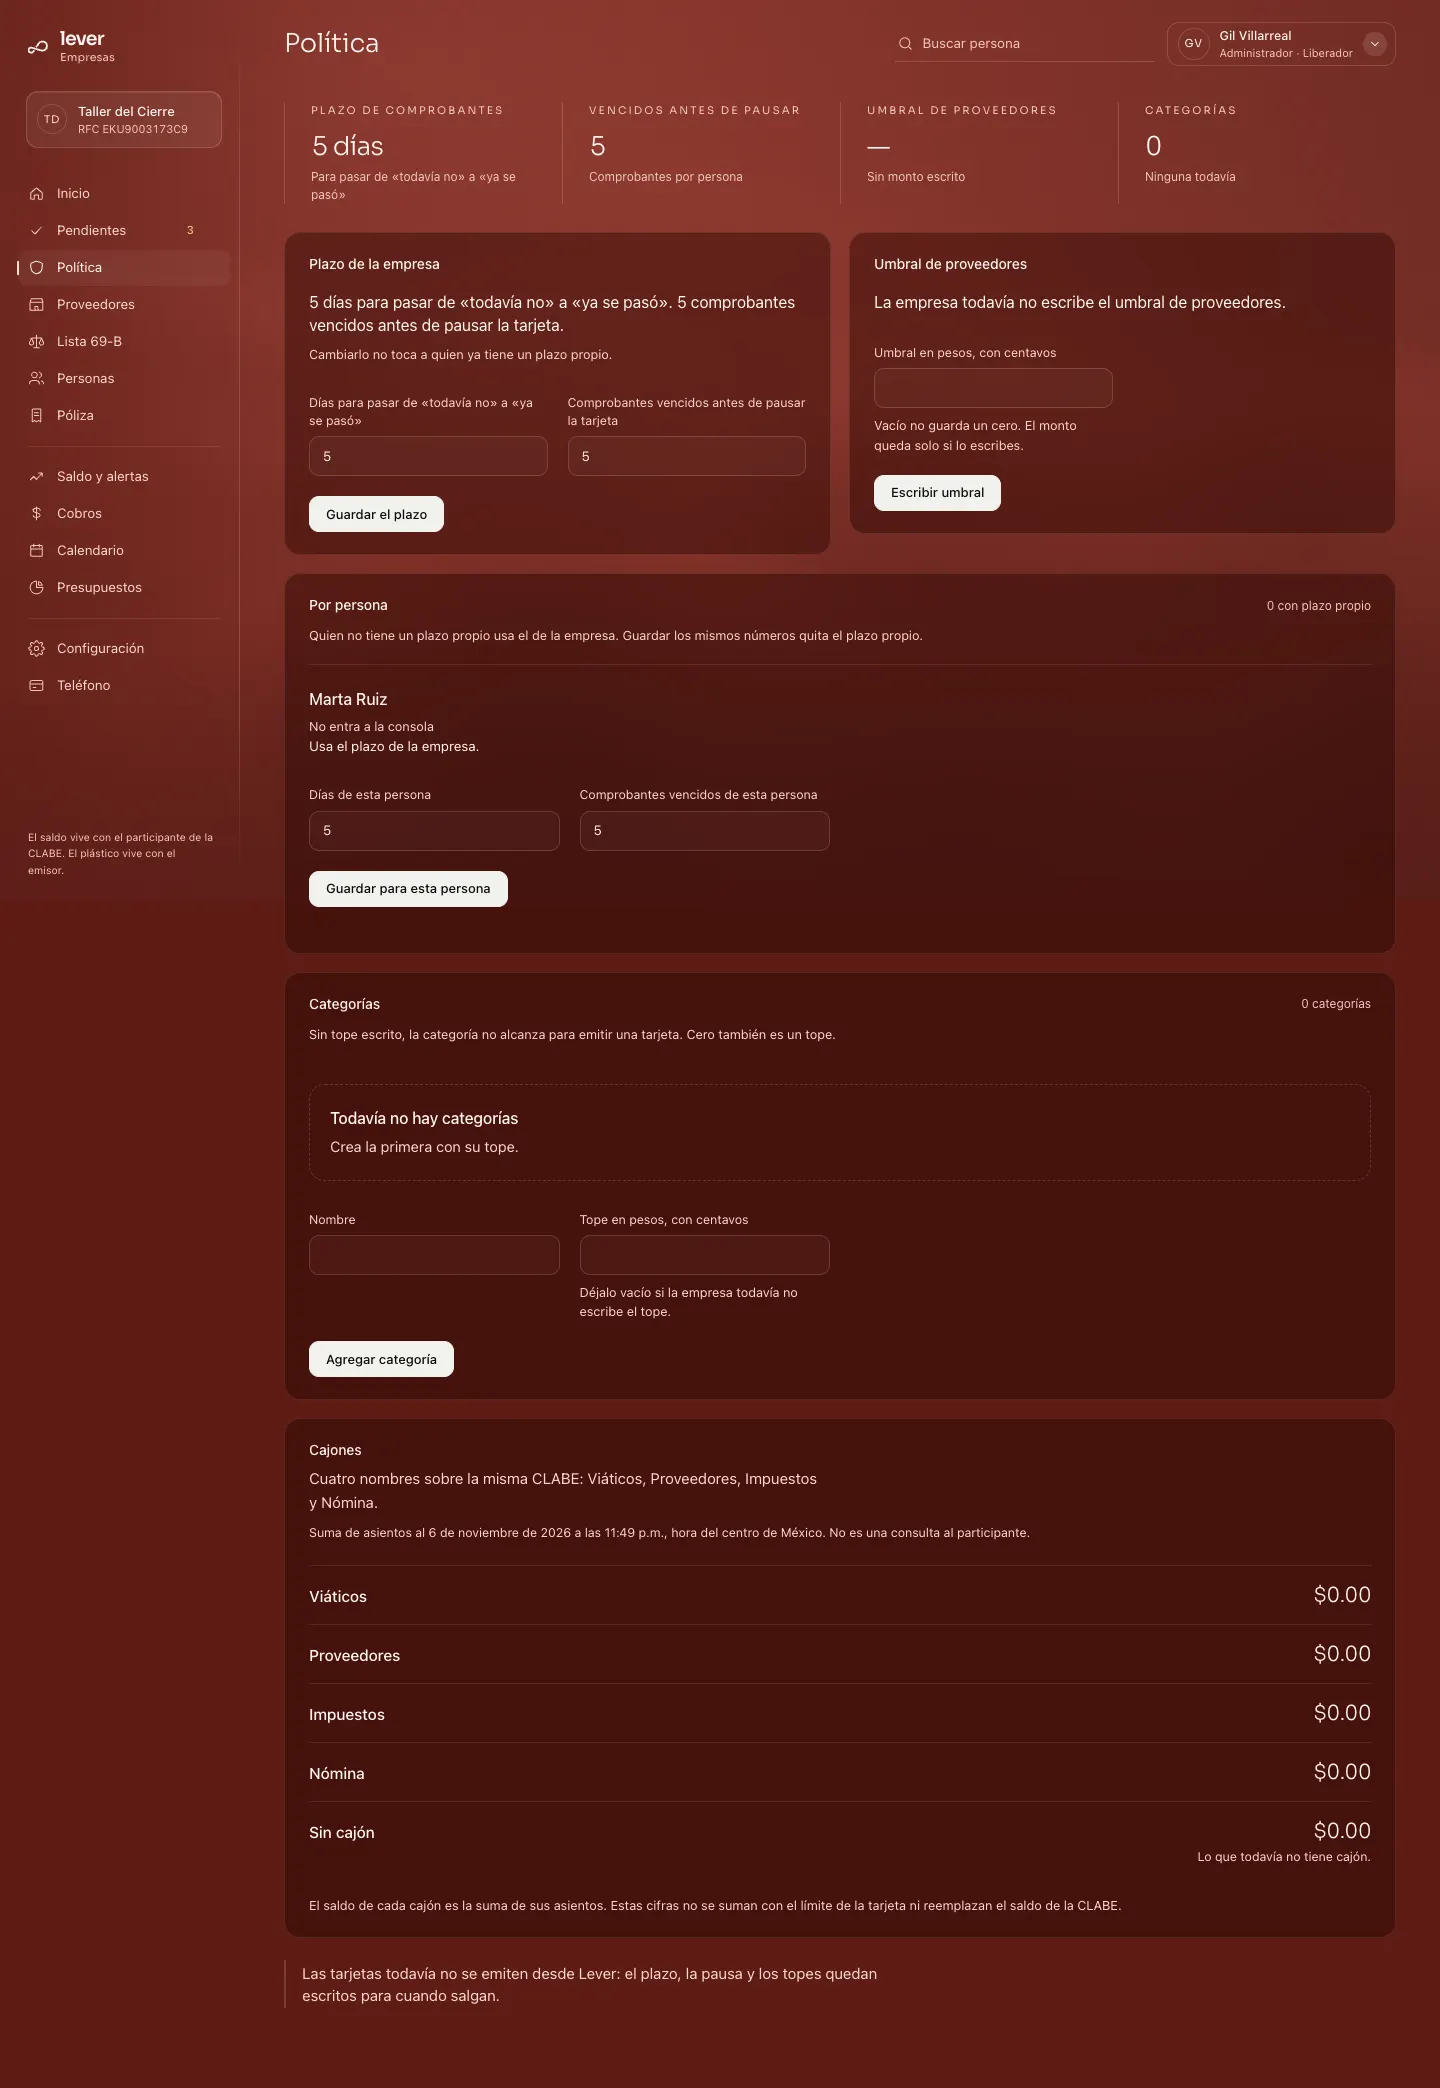 lever
Empresas
TD
Taller del Cierre
RFC EKU9003173C9
Inicio
Pendientes 3
Política
Proveedores
Lista 69-B
Personas
Póliza
Saldo y alertas
Cobros
Calendario
Presupuestos
Configuración
Teléfono
El saldo vive con el participante de la
CLABE. El plástico vive con el
emisor.
Política
Buscar persona
GV
Gil Villarreal
Administrador · Liberador
PLAZO DE COMPROBANTES
5 días
Para pasar de «todavía no» a «ya se
pasó»
VENCIDOS ANTES DE PAUSAR
5
Comprobantes por persona
UMBRAL DE PROVEEDORES
—
Sin monto escrito
CATEGORÍAS
0
Ninguna todavía
Plazo de la empresa
5 días para pasar de «todavía no» a «ya se pasó». 5 comprobantes
vencidos antes de pausar la tarjeta.
Cambiarlo no toca a quien ya tiene un plazo propio.
Días para pasar de «todavía no» a «ya
se pasó»
5
Comprobantes vencidos antes de pausar
la tarjeta
5
Guardar el plazo
Umbral de proveedores
La empresa todavía no escribe el umbral de proveedores.
Umbral en pesos, con centavos
Vacío no guarda un cero. El monto
queda solo si lo escribes.
Escribir umbral
Por persona
0 con plazo propio
Quien no tiene un plazo propio usa el de la empresa. Guardar los mismos números quita el plazo propio.
Marta Ruiz
No entra a la consola
Usa el plazo de la empresa.
Días de esta persona
5
Comprobantes vencidos de esta persona
5
Guardar para esta persona
Categorías
0 categorías
Sin tope escrito, la categoría no alcanza para emitir una tarjeta. Cero también es un tope.
Todavía no hay categorías
Crea la primera con su tope.
Nombre
Tope en pesos, con centavos
Déjalo vacío si la empresa todavía no
escribe el tope.
Agregar categoría
Cajones
Cuatro nombres sobre la misma CLABE: Viáticos, Proveedores, Impuestos
y Nómina.
Suma de asientos al 6 de noviembre de 2026 a las 11:49 p.m., hora del centro de México. No es una consulta al participante.
Viáticos $0.00
Proveedores $0.00
Impuestos $0.00
Nómina $0.00
Sin cajón $0.00
Lo que todavía no tiene cajón.
El saldo de cada cajón es la suma de sus asientos. Estas cifras no se suman con el límite de la tarjeta ni reemplazan el saldo de la CLABE.
Las tarjetas todavía no se emiten desde Lever: el plazo, la pausa y los topes quedan
escritos para cuando salgan.